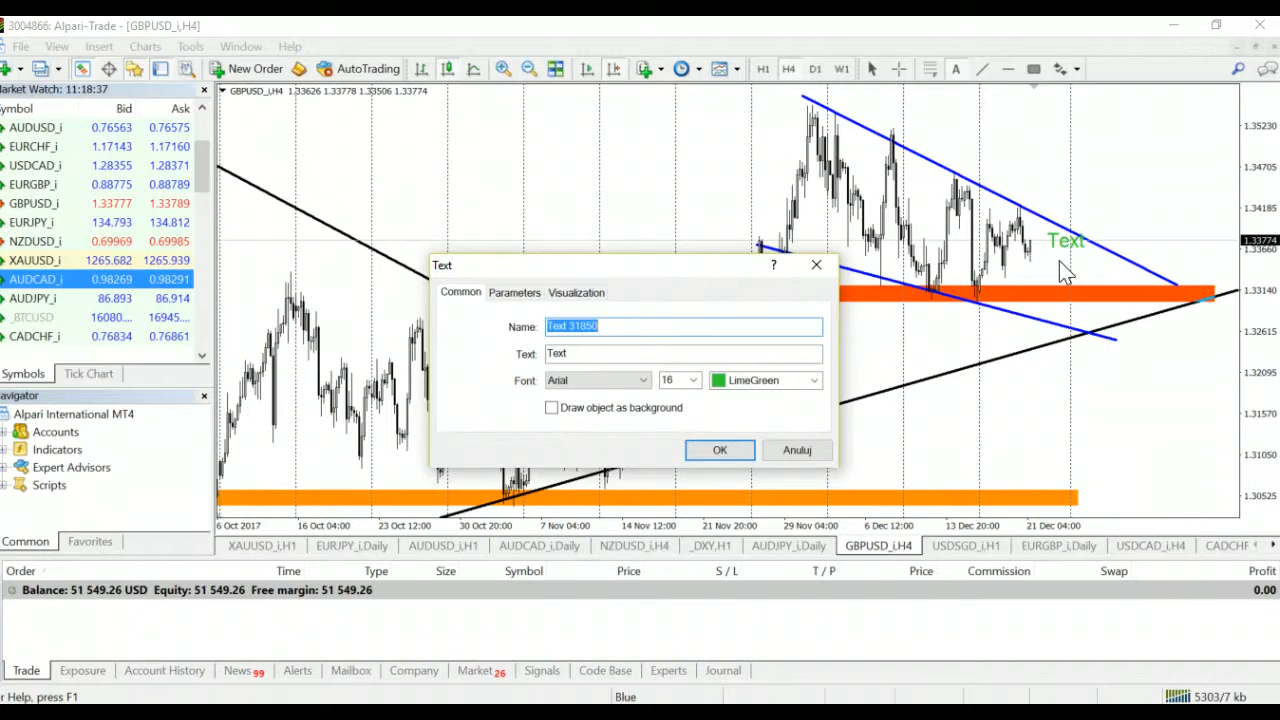 3004866: Alpari-Trade - [GBPUSD_i,H4]
File View Insert Charts Tools Window Help
New Order AutoTrading H1 H4 D1 W1 A
arket Watch: 11:18:37
ymbol Bid Ask
AUDUSD_i 0.76563 0.76575
EURCHF_i 1.17143 1.17160
USDCAD_i 1.28355 1.28371
EURGBP_i 0.88775 0.88789
GBPUSD_i 1.33777 1.33789
EURJPY_i 134.793 134.812
NZDUSD_i 0.69969 0.69985
XAUUSD_i 1265.682 1265.939
AUDCAD_i 0.98269 0.98291
AUDJPY_i 86.893 86.914
_BTCUSD 16080.... 16945....
CADCHF_i 0.76834 0.76861
Symbols Tick Chart
avigator
Alpari International MT4
Accounts
Indicators
Expert Advisors
Scripts
Common Favorites
GBPUSD_i,H4 1.33626 1.33778 1.33506 1.33774
Text
1.35230
1.34705
1.34185
1.33774
1.33660
1.33140
1.32615
1.32095
1.31570
1.31050
1.30525
Text ?
Common Parameters Visualization
Name: Text 31850
Text: Text
Font: Arial 16 LimeGreen
Draw object as background
OK Anuluj
6 Oct 2017 16 Oct 04:00 23 Oct 12:00 30 Oct 20:00 7 Nov 04:00 14 Nov 12:00 21 Nov 20:00 29 Nov 04:00 6 Dec 12:00 13 Dec 20:00 21 Dec 04:00
XAUUSD_i,H1 EURJPY_i,Daily AUDUSD_i,H1 AUDCAD_i,Daily NZDUSD_i,H4 _DXY,H1 AUDJPY_i,Daily GBPUSD_i,H4 USDSGD_i,H1 EURGBP_i,Daily USDCAD_i,H4 CADCHF
Order Time Type Size Symbol Price S / L T / P Price Commission Swap Profit
Balance: 51 549.26 USD Equity: 51 549.26 Free margin: 51 549.26 0.00
Trade Exposure Account History News 99 Alerts Mailbox Company Market 26 Signals Code Base Experts Journal
r Help, press F1 Blue 5303/7 kb